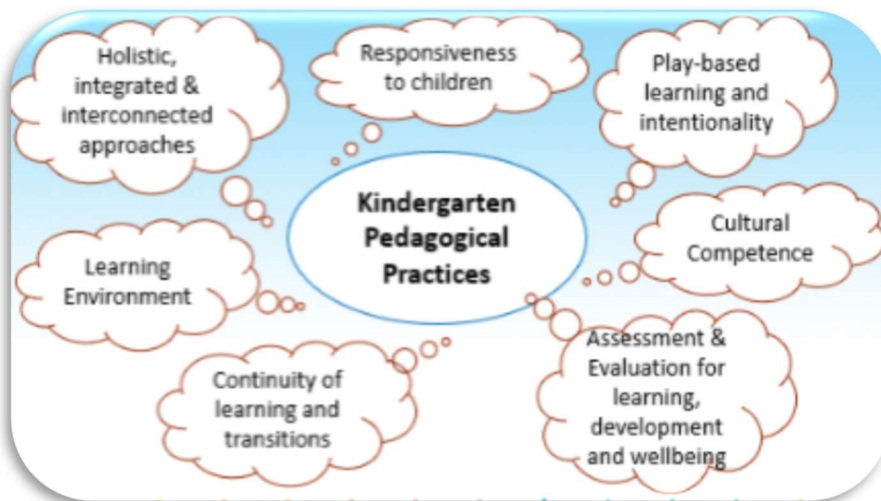 Holistic,
integrated &
interconnected
approaches
Responsiveness
to children
Play-based
learning and
intentionality
Kindergarten
Pedagogical
Practices
Cultural
Competence
Learning
Environment
Continuity of
learning and
transitions
Assessment &
Evaluation for
learning,
development
and wellbeing